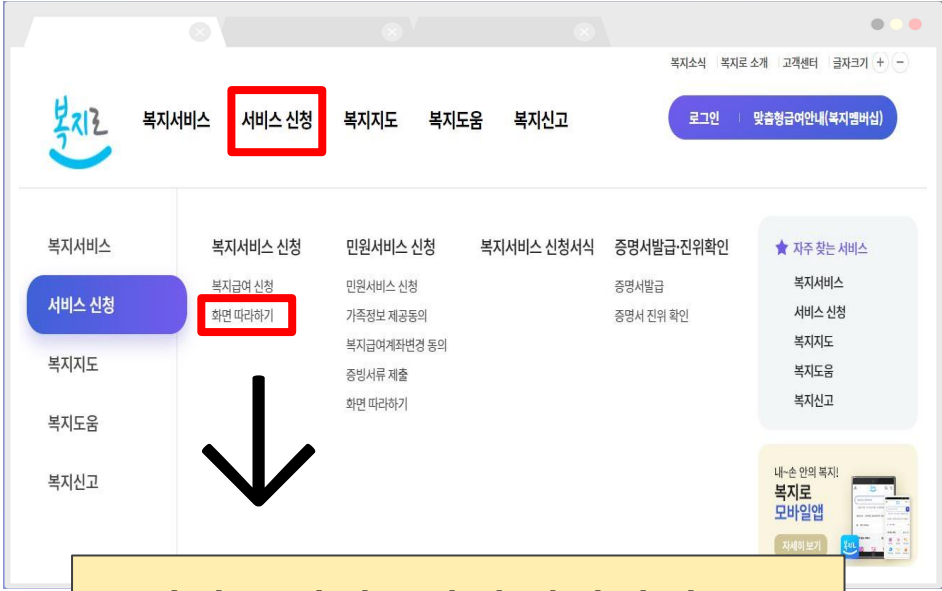 복지소식 복지로 소개 고객센터 글자크기 + -
복지로 복지서비스 서비스 신청 복지지도 복지도움 복지신고 로그인 맞춤형급여안내(복지멤버십)
복지서비스
서비스 신청
복지지도
복지도움
복지신고
복지서비스 신청
복지급여 신청
화면 따라하기
민원서비스 신청
민원서비스 신청
가족정보 제공동의
복지급여계좌변경 동의
증빙서류 제출
화면 따라하기
복지서비스 신청서식
증명서발급·진위확인
증명서발급
증명서 진위 확인
★ 자주 찾는 서비스
복지서비스
서비스 신청
복지지도
복지도움
복지신고
내~손 안의 복지!
복지로
모바일앱
자세히 보기